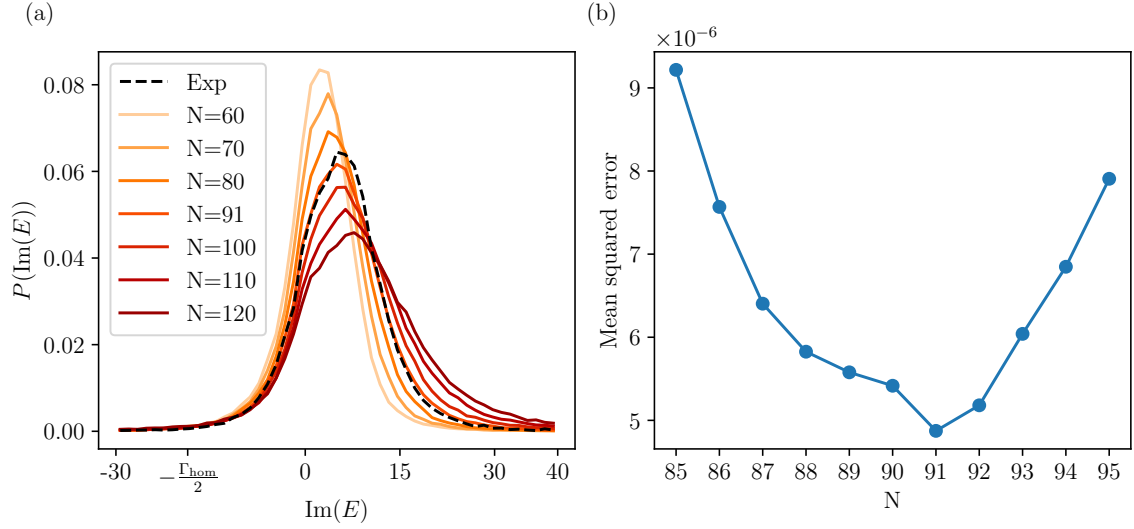 (a)
0.08
0.06
0.04
0.02
0.00
P(Im(E))
Exp
N=60
N=70
N=80
N=91
N=100
N=110
N=120
-30
−Γhom/2
0
15
30
40
Im(E)
(b)
×10⁻⁶
9
8
7
6
5
Mean squared error
85 86 87 88 89 90 91 92 93 94 95
N